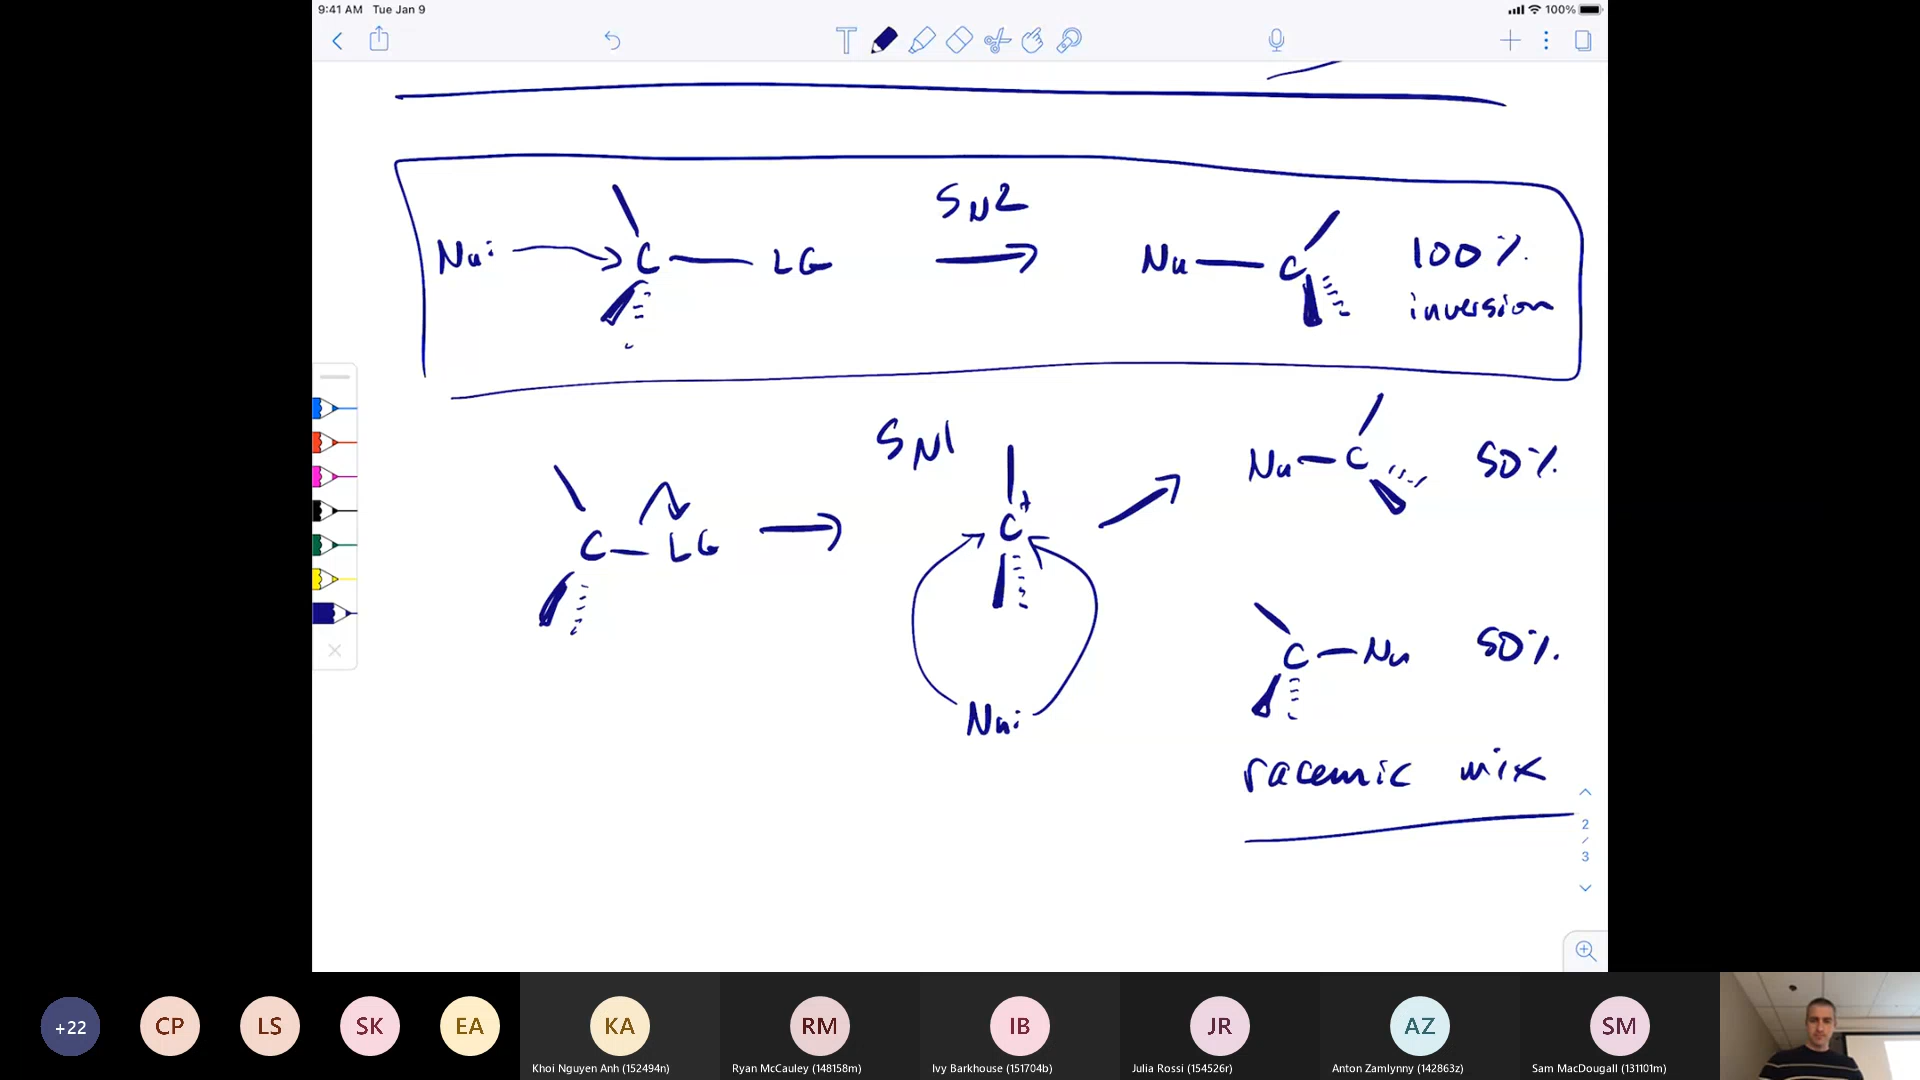 9:41 AM Tue Jan 9
100%
T
SN2
Nu: C — LG
Nu — C
100%
inversion
SN1
C — LG
C+
Nu:
Nu — C
50%
C — Nu
50%
racemic mix
2
/
3
+22
CP
LS
SK
EA
KA
RM
IB
JR
AZ
SM
Khoi Nguyen Anh (152494n)
Ryan McCauley (148158m)
Ivy Barkhouse (151704b)
Julia Rossi (154526r)
Anton Zamlynny (142863z)
Sam MacDougall (131101m)